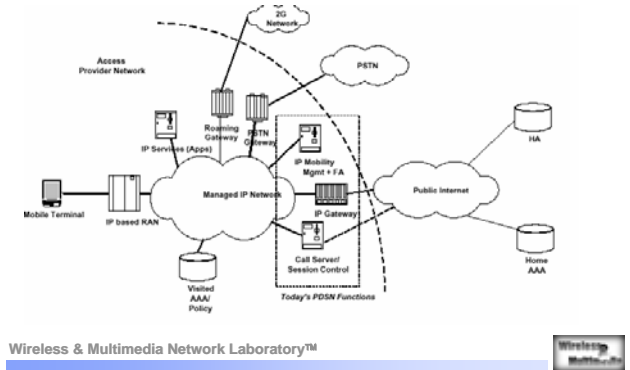 2G
Network
Access
Provider Network
PSTN
Roaming
Gateway
PSTN
Gateway
IP Services (Apps)
HA
IP Mobility
Mgmt + FA
Managed IP Network
Public Internet
IP Gateway
Mobile Terminal
IP based RAN
Call Server/
Session Control
Home
AAA
Visited
AAA/
Policy
Today's PDSN Functions
Wireless & Multimedia Network Laboratory™
Wireless